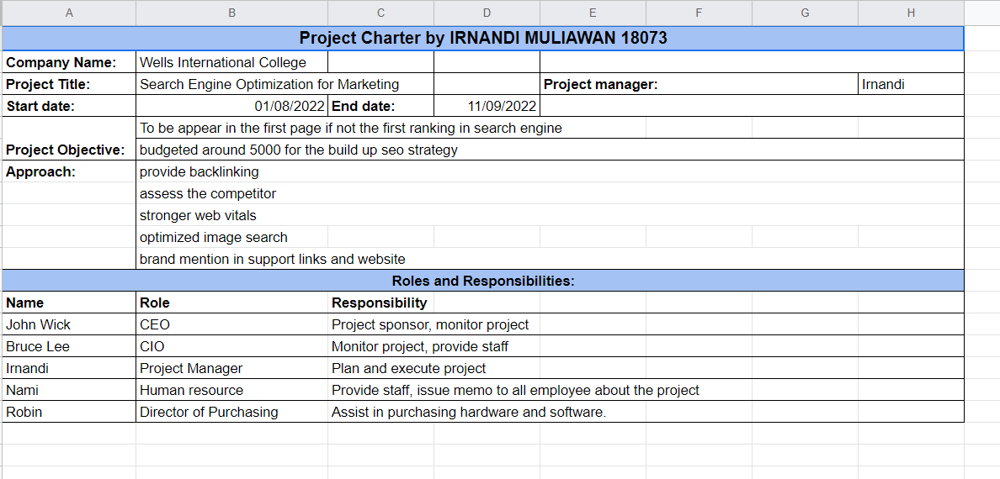 A B C D E F G H
Project Charter by IRNANDI MULIAWAN 18073
Company Name: Wells International College
Project Title: Search Engine Optimization for Marketing Project manager: Irnandi
Start date: 01/08/2022 End date: 11/09/2022
To be appear in the first page if not the first ranking in search engine
Project Objective: budgeted around 5000 for the build up seo strategy
Approach: provide backlinking
assess the competitor
stronger web vitals
optimized image search
brand mention in support links and website
Roles and Responsibilities:
Name Role Responsibility
John Wick CEO Project sponsor, monitor project
Bruce Lee CIO Monitor project, provide staff
Irnandi Project Manager Plan and execute project
Nami Human resource Provide staff, issue memo to all employee about the project
Robin Director of Purchasing Assist in purchasing hardware and software.